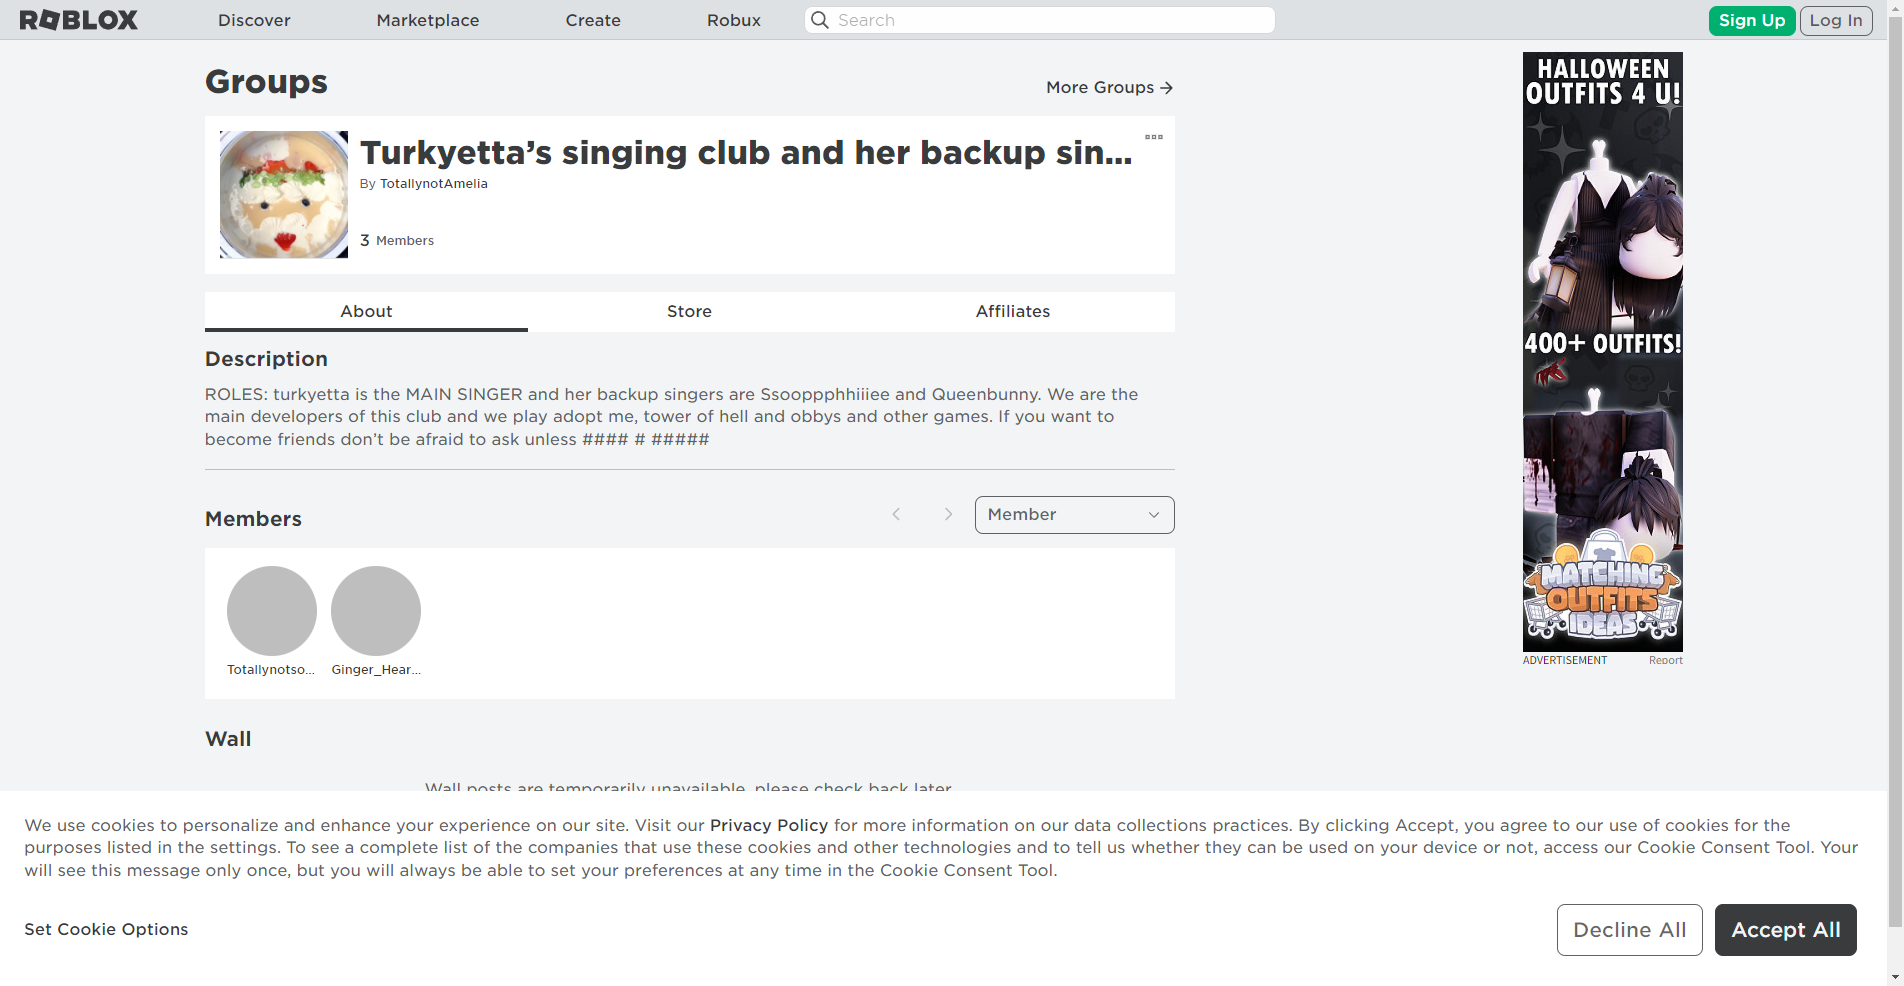 ROBLOX
Discover
Marketplace
Create
Robux
Search
Sign Up
Log In
Groups
More Groups
Turkyetta’s singing club and her backup sin...
By TotallynotAmelia
3 Members
About
Store
Affiliates
Description
ROLES: turkyetta is the MAIN SINGER and her backup singers are Ssooppphhiiiee and Queenbunny. We are the
main developers of this club and we play adopt me, tower of hell and obbys and other games. If you want to
become friends don’t be afraid to ask unless #### # #####
Members
Member
Totallynotso...
Ginger_Hear...
Wall
Wall posts are temporarily unavailable, please check back later
HALLOWEEN
OUTFITS 4 U!
400+ OUTFITS!
MATCHING
OUTFITS
IDEAS
ADVERTISEMENT
Report
We use cookies to personalize and enhance your experience on our site. Visit our Privacy Policy for more information on our data collections practices. By clicking Accept, you agree to our use of cookies for the
purposes listed in the settings. To see a complete list of the companies that use these cookies and other technologies and to tell us whether they can be used on your device or not, access our Cookie Consent Tool. Your
will see this message only once, but you will always be able to set your preferences at any time in the Cookie Consent Tool.
Set Cookie Options
Decline All
Accept All